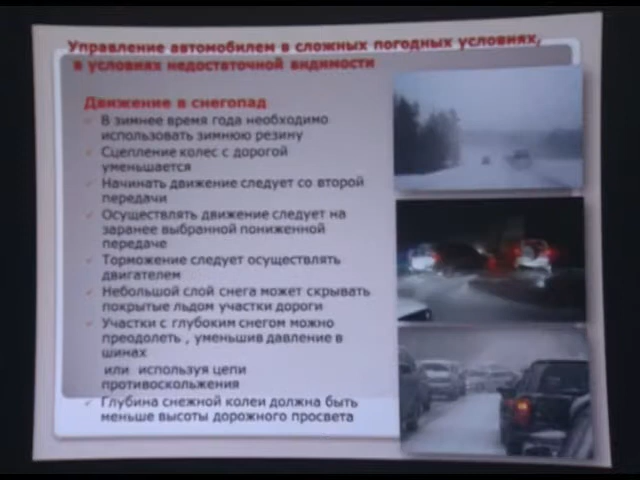 Управление автомобилем в сложных погодных условиях,
в условиях недостаточной видимости
Движение в снегопад
В зимнее время года необходимо
использовать зимнюю резину
Сцепление колес с дорогой
уменьшается
Начинать движение следует со второй
передачи
Осуществлять движение следует на
заранее выбранной пониженной
передаче
Торможение следует осуществлять
двигателем
Небольшой слой снега может скрывать
покрытые льдом участки дороги
Участки с глубоким снегом можно
преодолеть , уменьшив давление в
шинах
или используя цепи
противоскольжения
Глубина снежной колеи должна быть
меньше высоты дорожного просвета